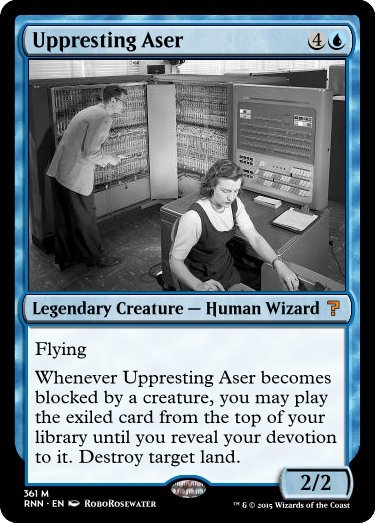 Uppresting Aser 4
Legendary Creature — Human Wizard
Flying
Whenever Uppresting Aser becomes
blocked by a creature, you may play
the exiled card from the top of your
library until you reveal your devotion
to it. Destroy target land.
2/2
361 M
RNN • EN RoboRosewater
™ & © 2015 Wizards of the Coast